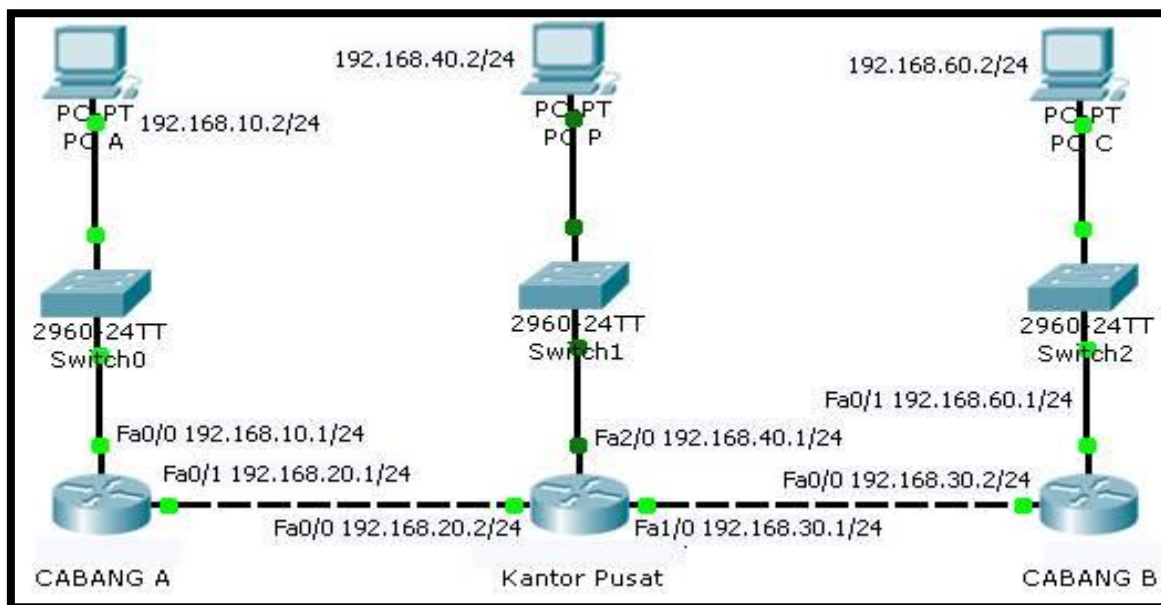 192.168.40.2/24
192.168.60.2/24
PC-PT
PC A
192.168.10.2/24
PC-PT
PC P
PC-PT
PC C
2960-24TT
Switch0
2960-24TT
Switch1
2960-24TT
Switch2
Fa0/1 192.168.60.1/24
Fa0/0 192.168.10.1/24
Fa2/0 192.168.40.1/24
Fa0/1 192.168.20.1/24
Fa0/0 192.168.30.2/24
Fa0/0 192.168.20.2/24
Fa1/0 192.168.30.1/24
CABANG A
Kantor Pusat
CABANG B